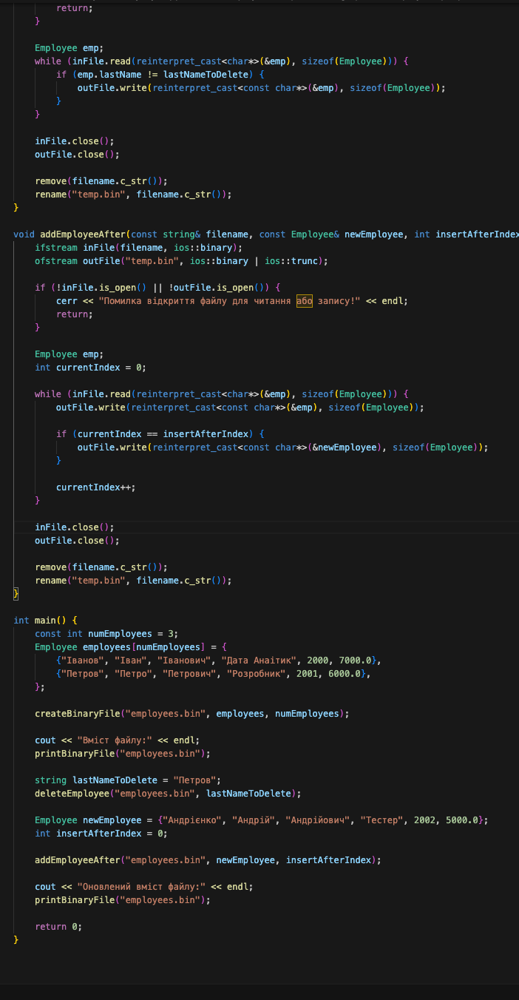 return;
    }

    Employee emp;
    while (inFile.read(reinterpret_cast<char*>(&emp), sizeof(Employee))) {
        if (emp.lastName != lastNameToDelete) {
            outFile.write(reinterpret_cast<const char*>(&emp), sizeof(Employee));
        }
    }

    inFile.close();
    outFile.close();

    remove(filename.c_str());
    rename("temp.bin", filename.c_str());
}

void addEmployeeAfter(const string& filename, const Employee& newEmployee, int insertAfterIndex
    ifstream inFile(filename, ios::binary);
    ofstream outFile("temp.bin", ios::binary | ios::trunc);

    if (!inFile.is_open() || !outFile.is_open()) {
        cerr << "Помилка відкриття файлу для читання або запису!" << endl;
        return;
    }

    Employee emp;
    int currentIndex = 0;

    while (inFile.read(reinterpret_cast<char*>(&emp), sizeof(Employee))) {
        outFile.write(reinterpret_cast<const char*>(&emp), sizeof(Employee));

        if (currentIndex == insertAfterIndex) {
            outFile.write(reinterpret_cast<const char*>(&newEmployee), sizeof(Employee));
        }

        currentIndex++;
    }

    inFile.close();
    outFile.close();

    remove(filename.c_str());
    rename("temp.bin", filename.c_str());
}

int main() {
    const int numEmployees = 3;
    Employee employees[numEmployees] = {
        {"Іванов", "Іван", "Іванович", "Дата Анаітик", 2000, 7000.0},
        {"Петров", "Петро", "Петрович", "Розробник", 2001, 6000.0},
    };

    createBinaryFile("employees.bin", employees, numEmployees);

    cout << "Вміст файлу:" << endl;
    printBinaryFile("employees.bin");

    string lastNameToDelete = "Петров";
    deleteEmployee("employees.bin", lastNameToDelete);

    Employee newEmployee = {"Андрієнко", "Андрій", "Андрійович", "Тестер", 2002, 5000.0};
    int insertAfterIndex = 0;

    addEmployeeAfter("employees.bin", newEmployee, insertAfterIndex);

    cout << "Оновлений вміст файлу:" << endl;
    printBinaryFile("employees.bin");

    return 0;
}